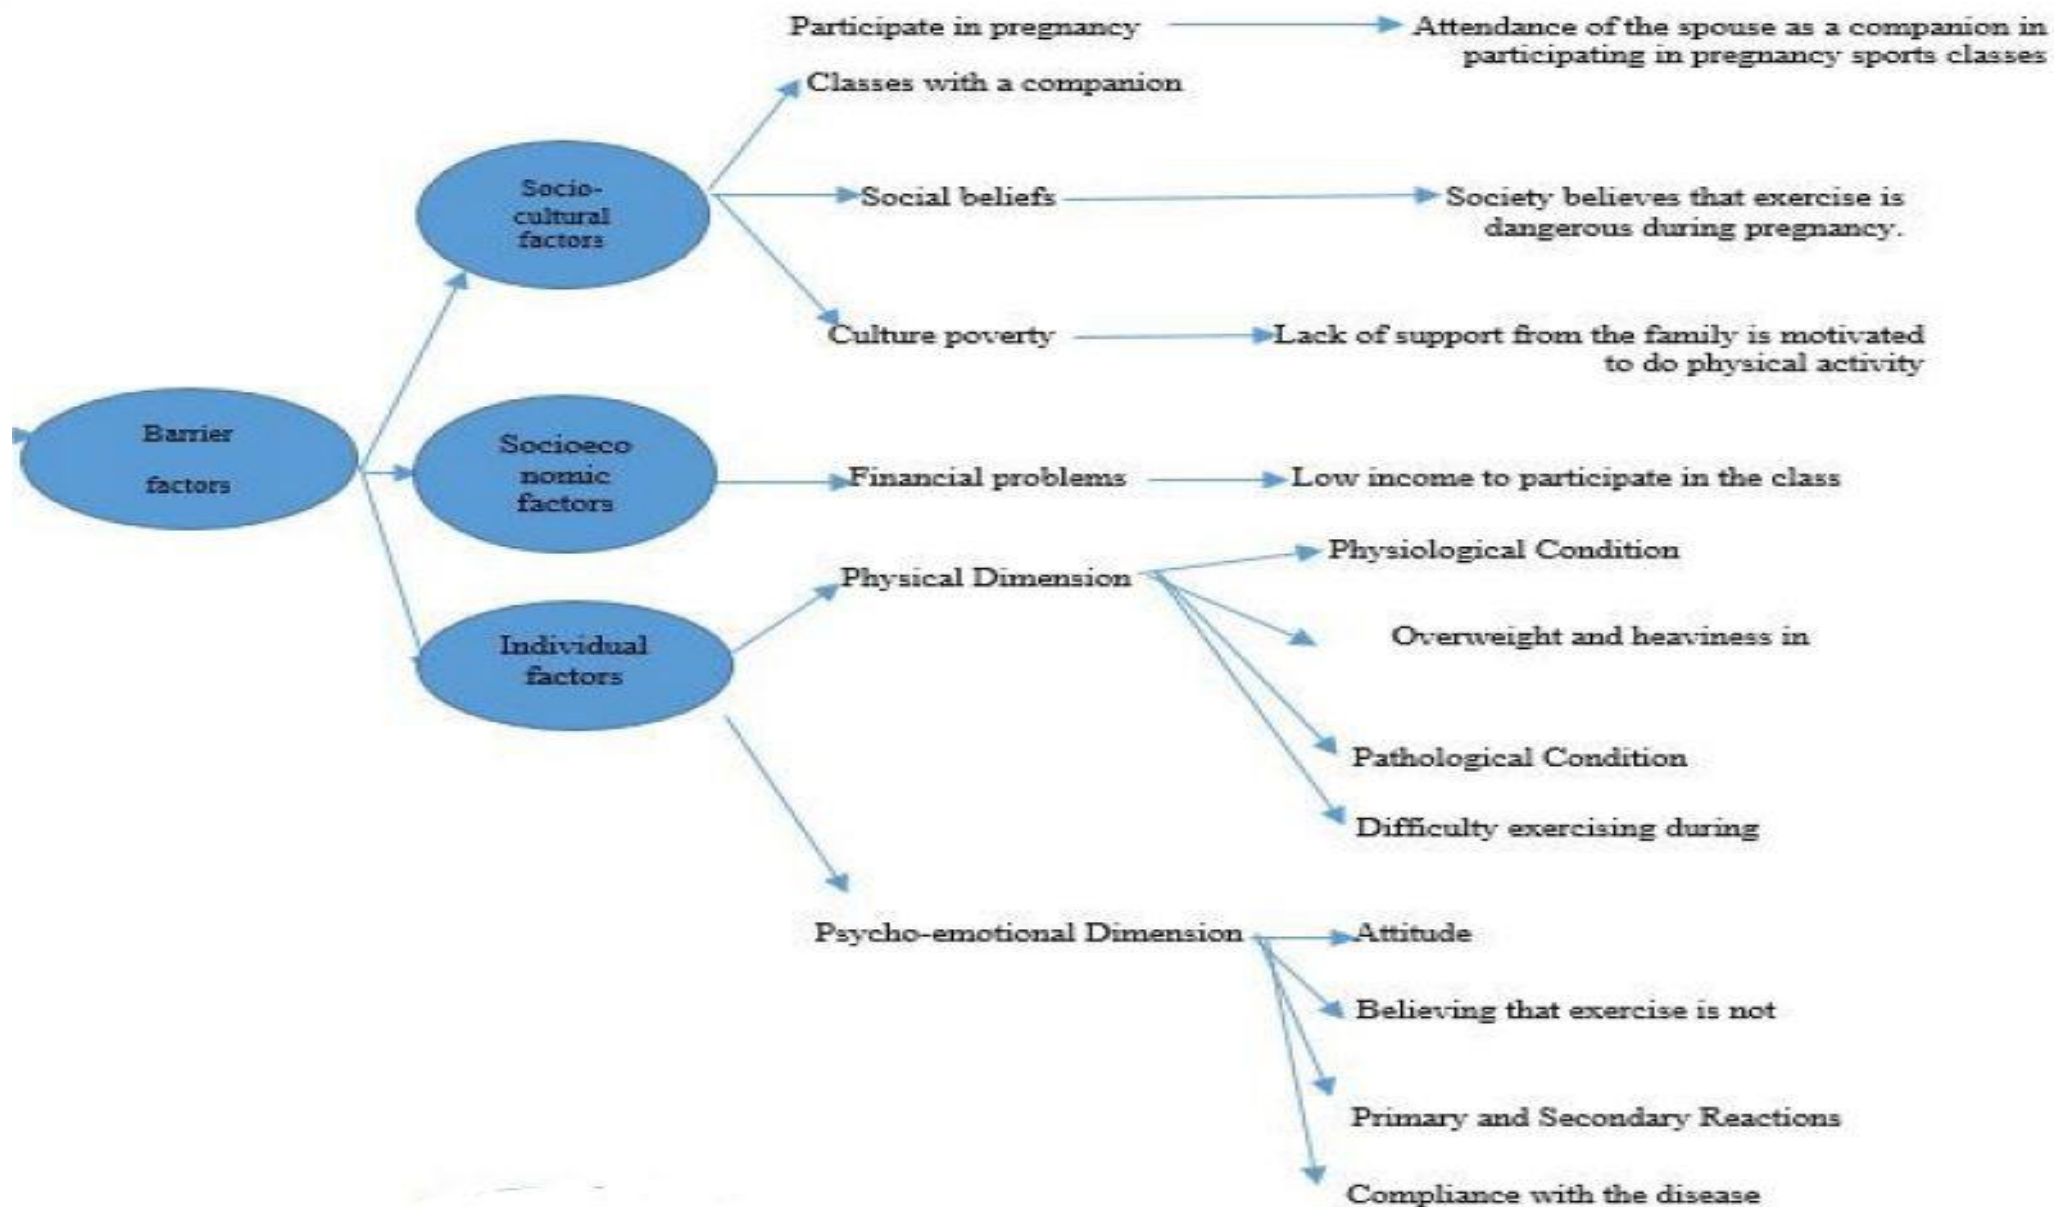 Participate in pregnancy
Attendance of the spouse as a companion in
participating in pregnancy sports classes
Classes with a companion
Socio-
cultural
factors
Social beliefs
Society believes that exercise is
dangerous during pregnancy.
Culture poverty
Lack of support from the family is motivated
to do physical activity
Barrier
factors
Socioeco
nomic
factors
Financial problems
Low income to participate in the class
Individual
factors
Physical Dimension
Physiological Condition
Overweight and heaviness in
Pathological Condition
Difficulty exercising during
Psycho-emotional Dimension
Attitude
Believing that exercise is not
Primary and Secondary Reactions
Compliance with the disease